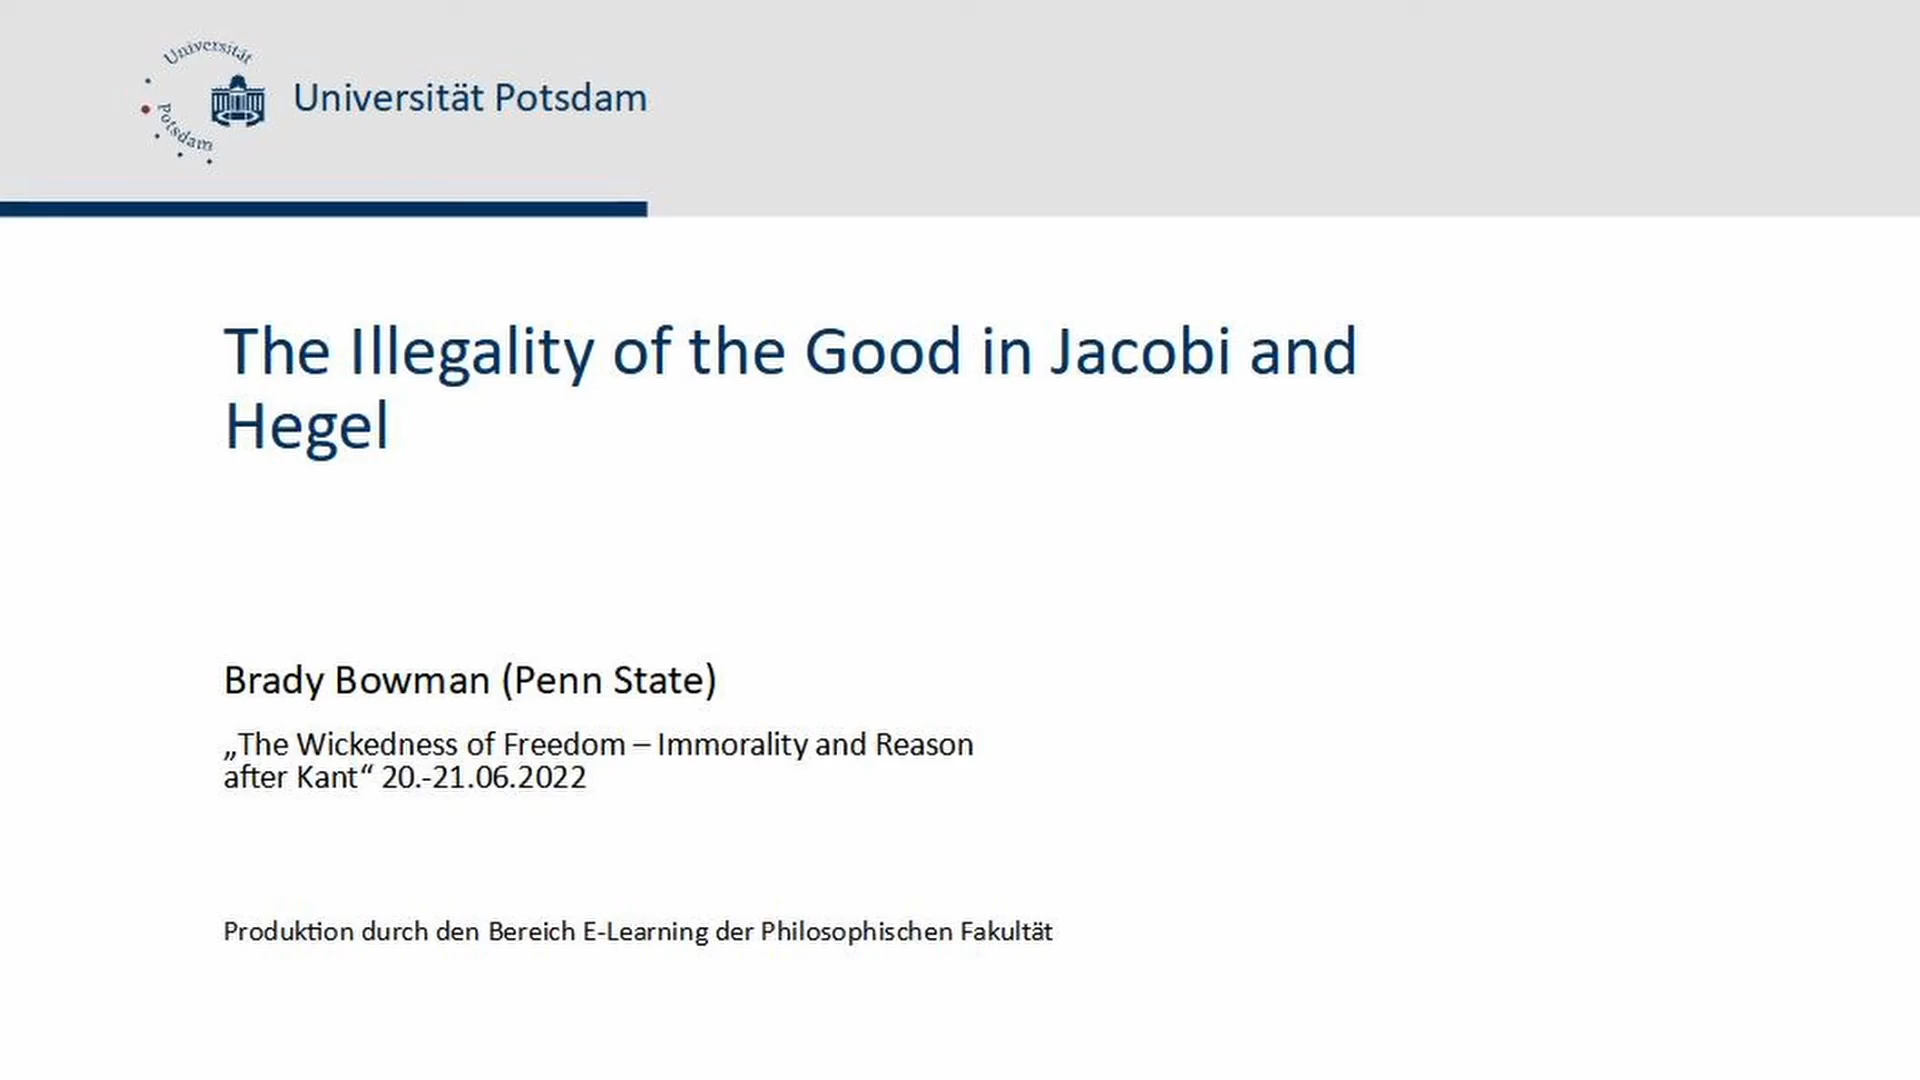 Universität
Potsdam
Universität Potsdam
The Illegality of the Good in Jacobi and
Hegel
Brady Bowman (Penn State)
„The Wickedness of Freedom – Immorality and Reason
after Kant“ 20.-21.06.2022
Produktion durch den Bereich E-Learning der Philosophischen Fakultät